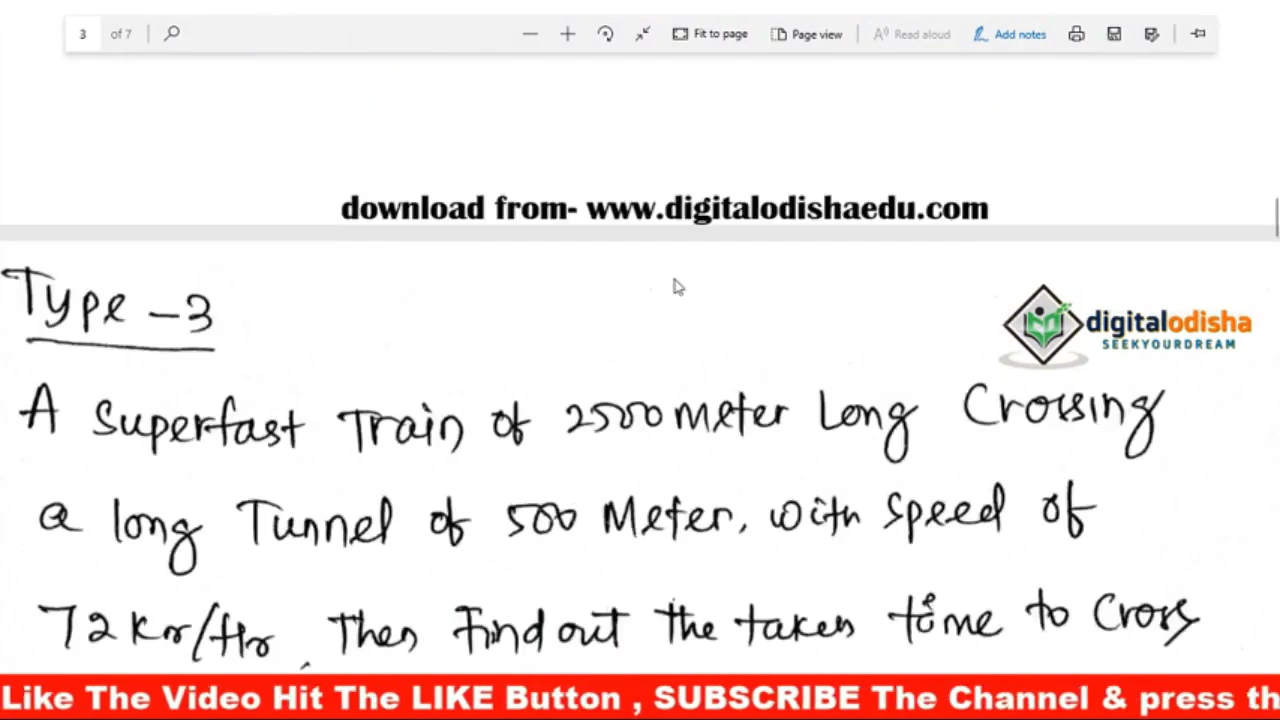 3 of 7 Fit to page Page view Read aloud Add notes
download from- www.digitalodishaedu.com
Type -3
digitalodisha
SEEKYOURDREAM
A Superfast Train of 2500 meter Long Crossing
a long Tunnel of 500 Meter, with speed of
72 Km/Hr, Then Find out the taken time to Cross
Like The Video Hit The LIKE Button , SUBSCRIBE The Channel & press th